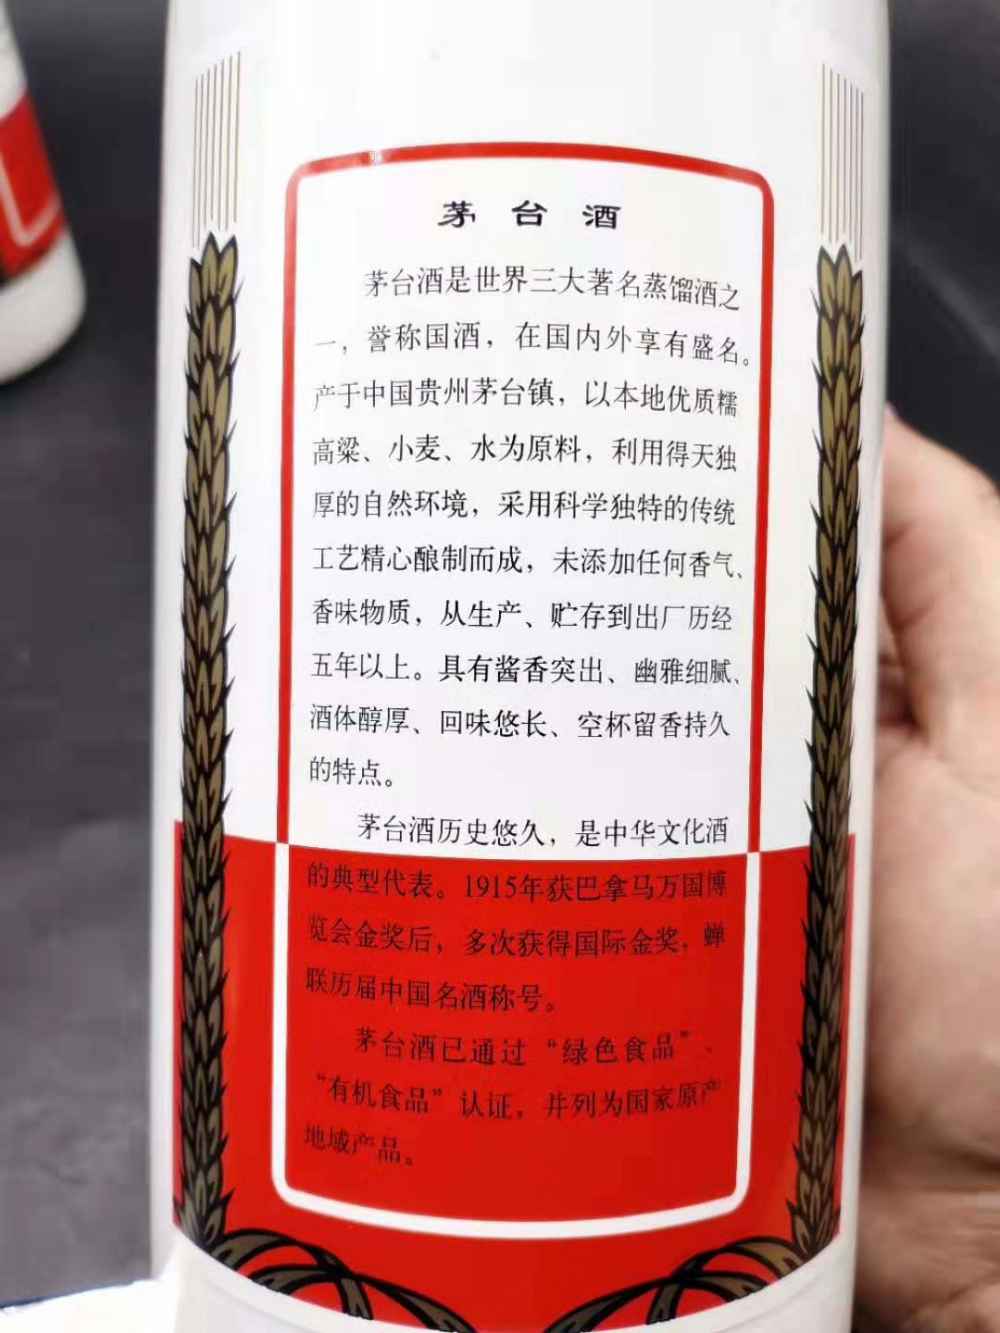 茅台酒
茅台酒是世界三大著名蒸馏酒之
一，誉称国酒，在国内外享有盛名。
产于中国贵州茅台镇，以本地优质糯
高粱、小麦、水为原料，利用得天独
厚的自然环境，采用科学独特的传统
工艺精心酿制而成，未添加任何香气、
香味物质，从生产、贮存到出厂历经
五年以上。具有酱香突出、幽雅细腻、
酒体醇厚、回味悠长、空杯留香持久
的特点。
茅台酒历史悠久，是中华文化酒
的典型代表。1915年获巴拿马万国博
览会金奖后，多次获得国际金奖，蝉
联历届中国名酒称号。
茅台酒已通过“绿色食品”、
“有机食品”认证，并列为国家原产
地域产品。